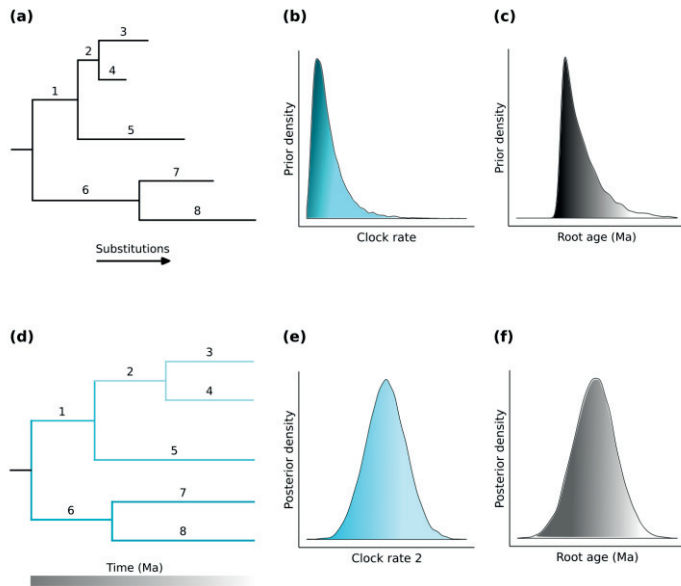 (a)
3
2
4
1
5
7
6
8
Substitutions
(b)
Prior density
Clock rate
(c)
Prior density
Root age (Ma)
(d)
3
2
4
1
5
7
6
8
Time (Ma)
(e)
Posterior density
Clock rate 2
(f)
Posterior density
Root age (Ma)